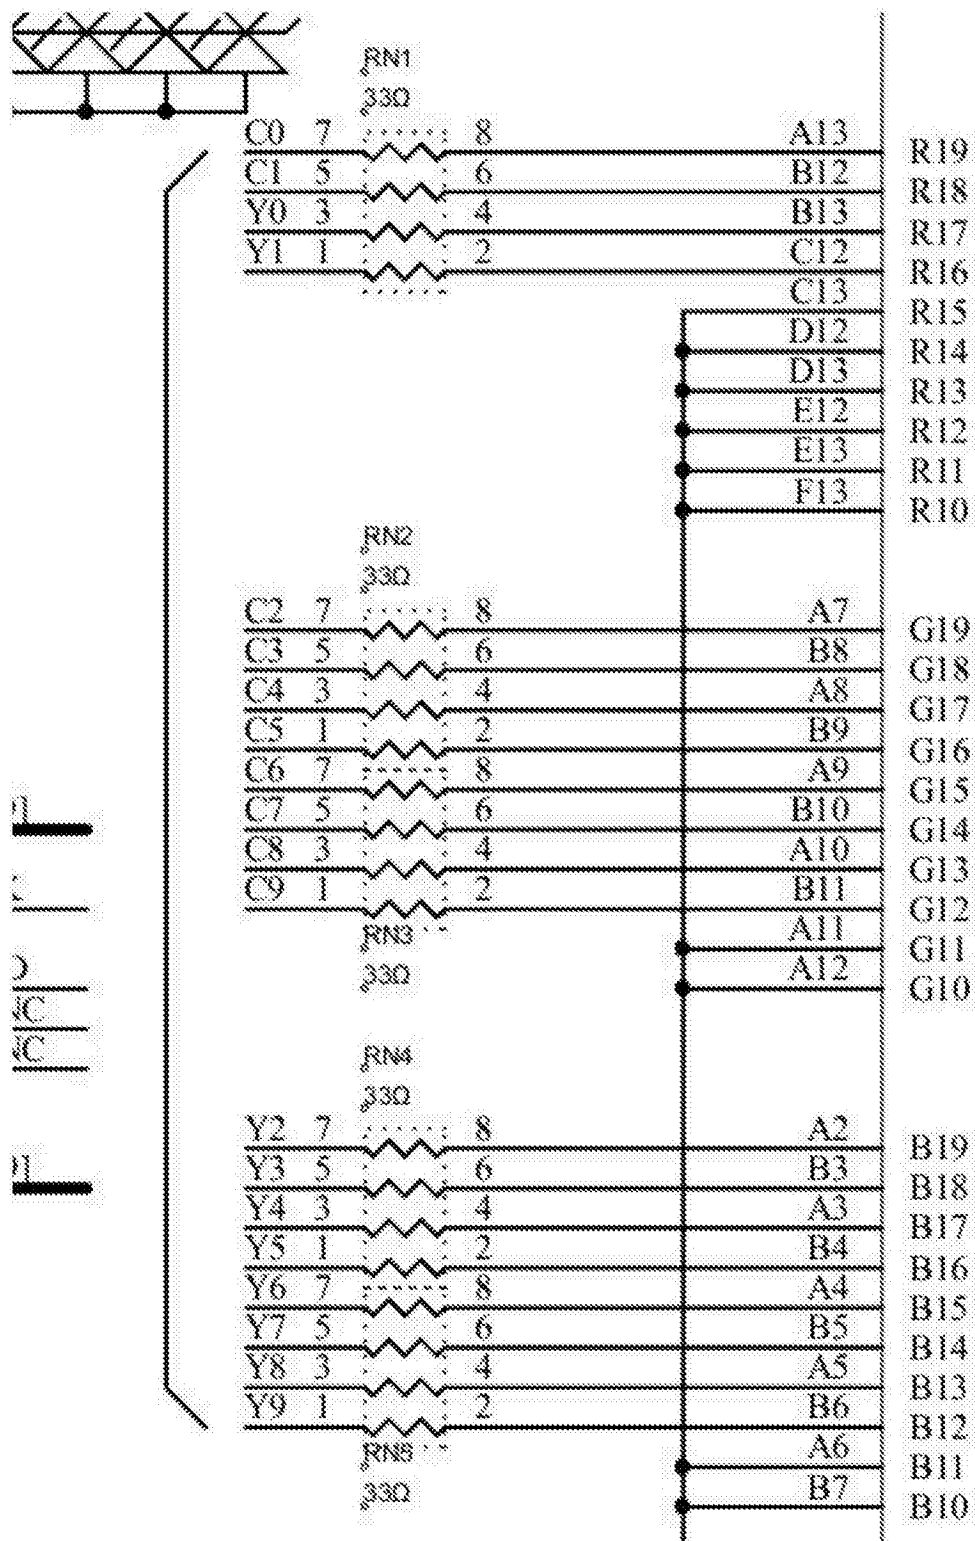 RN1
33Ω
C0 7 8 A13 R19
C1 5 6 B12 R18
Y0 3 4 B13 R17
Y1 1 2 C12 R16
C13 R15
D12 R14
D13 R13
E12 R12
E13 R11
F13 R10
RN2
33Ω
C2 7 8 A7 G19
C3 5 6 B8 G18
C4 3 4 A8 G17
C5 1 2 B9 G16
C6 7 8 A9 G15
C7 5 6 B10 G14
C8 3 4 A10 G13
C9 1 2 B11 G12
RN3 A11 G11
33Ω A12 G10
NC
NC
RN4
33Ω
Y2 7 8 A2 B19
Y3 5 6 B3 B18
Y4 3 4 A3 B17
Y5 1 2 B4 B16
Y6 7 8 A4 B15
Y7 5 6 B5 B14
Y8 3 4 A5 B13
Y9 1 2 B6 B12
RN5 A6 B11
33Ω B7 B10